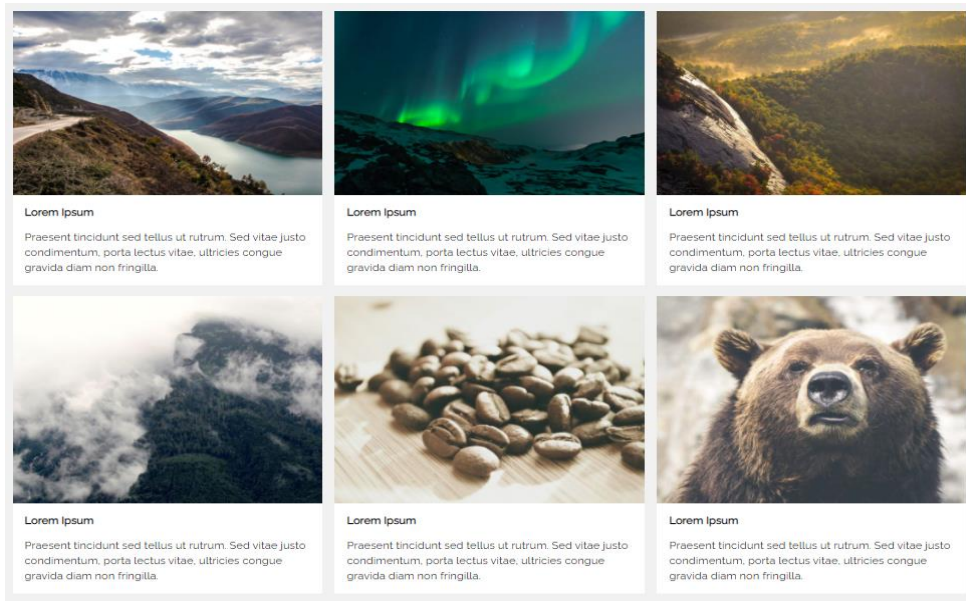 Lorem Ipsum
Praesent tincidunt sed tellus ut rutrum. Sed vitae justo
condimentum, porta lectus vitae, ultricies congue
gravida diam non fringilla.
Lorem Ipsum
Praesent tincidunt sed tellus ut rutrum. Sed vitae justo
condimentum, porta lectus vitae, ultricies congue
gravida diam non fringilla.
Lorem Ipsum
Praesent tincidunt sed tellus ut rutrum. Sed vitae justo
condimentum, porta lectus vitae, ultricies congue
gravida diam non fringilla.
Lorem Ipsum
Praesent tincidunt sed tellus ut rutrum. Sed vitae justo
condimentum, porta lectus vitae, ultricies congue
gravida diam non fringilla.
Lorem Ipsum
Praesent tincidunt sed tellus ut rutrum. Sed vitae justo
condimentum, porta lectus vitae, ultricies congue
gravida diam non fringilla.
Lorem Ipsum
Praesent tincidunt sed tellus ut rutrum. Sed vitae justo
condimentum, porta lectus vitae, ultricies congue
gravida diam non fringilla.